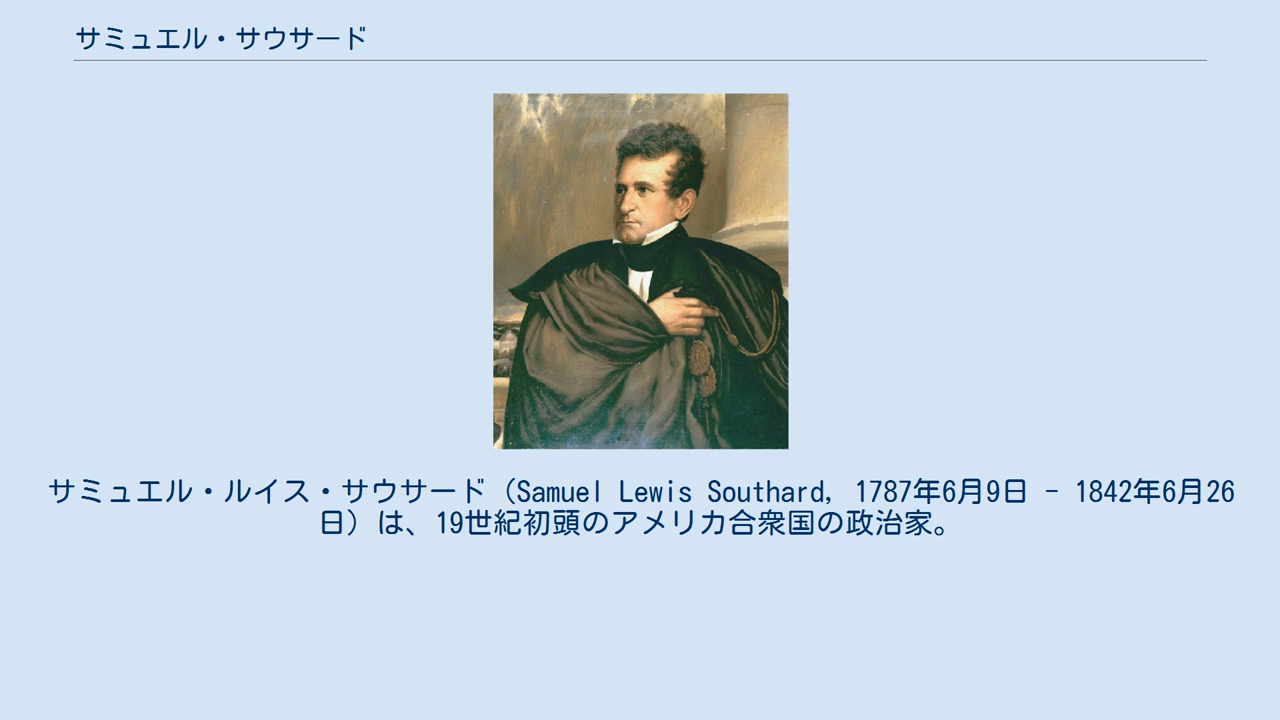 サミュエル・サウサード
サミュエル・ルイス・サウサード（Samuel Lewis Southard, 1787年6月9日 - 1842年6月26
日）は、19世紀初頭のアメリカ合衆国の政治家。